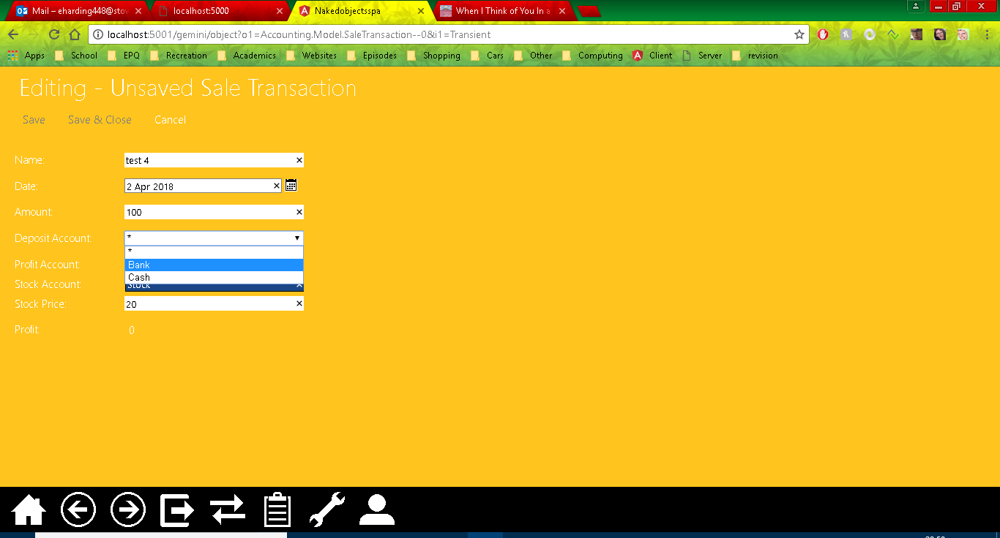 Mail – eharding448@stov
localhost:5000
Nakedobjectsspa
When I Think of You In a
localhost:5001/gemini/object?o1=Accounting.Model.SaleTransaction--0&i1=Transient
Apps School EPQ Recreation Academics Websites Episodes Shopping Cars Other Computing Client Server revision
Editing - Unsaved Sale Transaction
Save Save & Close Cancel
Name: test 4
Date: 2 Apr 2018
Amount: 100
Deposit Account: *
*
Profit Account: Bank
Cash
Stock Account: Stock
Stock Price: 20
Profit: 0